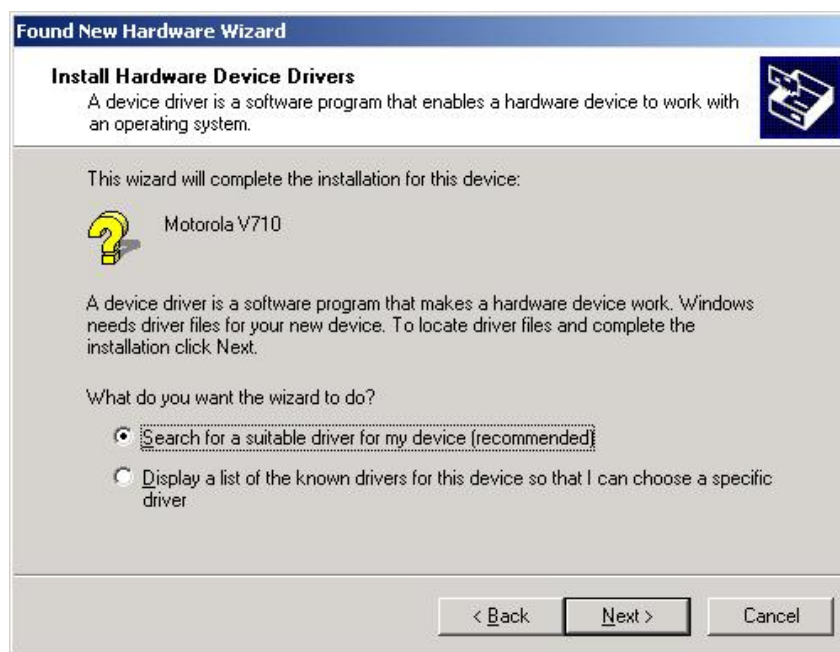 Found New Hardware Wizard
Install Hardware Device Drivers
A device driver is a software program that enables a hardware device to work with
an operating system.
This wizard will complete the installation for this device:
Motorola V710
A device driver is a software program that makes a hardware device work. Windows
needs driver files for your new device. To locate driver files and complete the
installation click Next.
What do you want the wizard to do?
Search for a suitable driver for my device (recommended)
Display a list of the known drivers for this device so that I can choose a specific
driver
< Back Next > Cancel